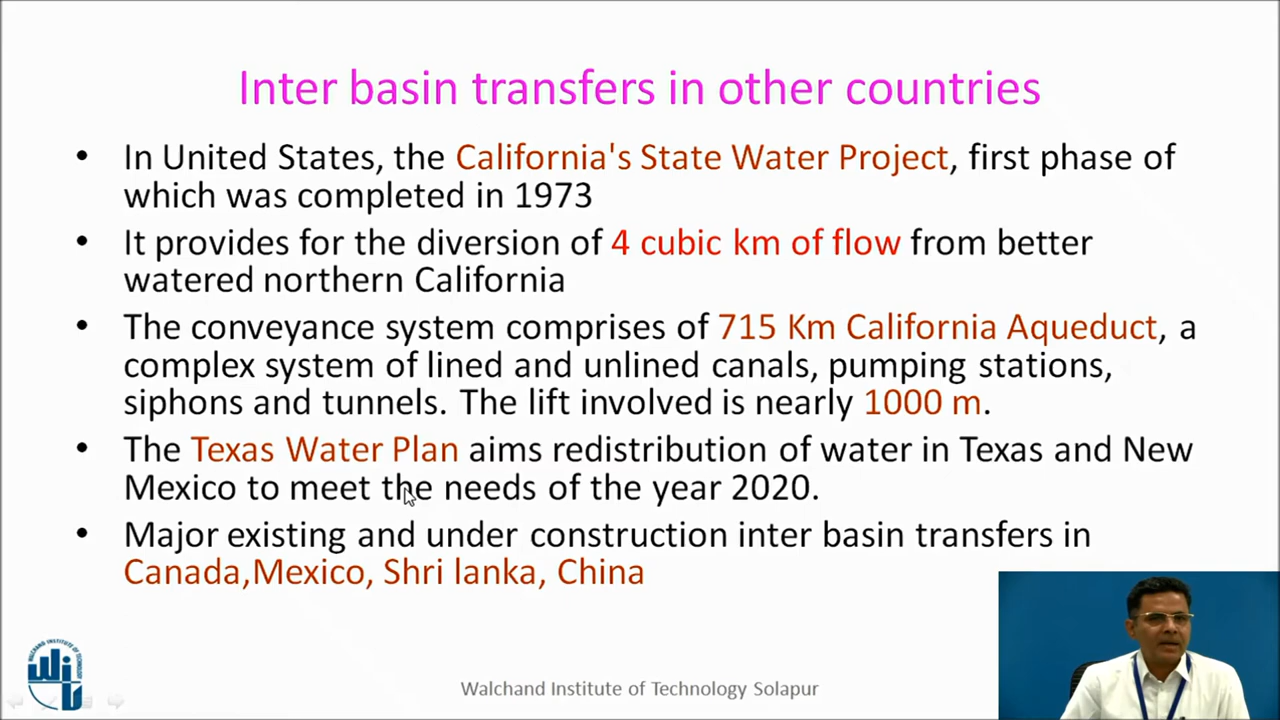 Inter basin transfers in other countries
• In United States, the California's State Water Project, first phase of
which was completed in 1973
• It provides for the diversion of 4 cubic km of flow from better
watered northern California
• The conveyance system comprises of 715 Km California Aqueduct, a
complex system of lined and unlined canals, pumping stations,
siphons and tunnels. The lift involved is nearly 1000 m.
• The Texas Water Plan aims redistribution of water in Texas and New
Mexico to meet the needs of the year 2020.
• Major existing and under construction inter basin transfers in
Canada,Mexico, Shri lanka, China
WALCHAND INSTITUTE OF TECHNOLOGY
Walchand Institute of Technology Solapur